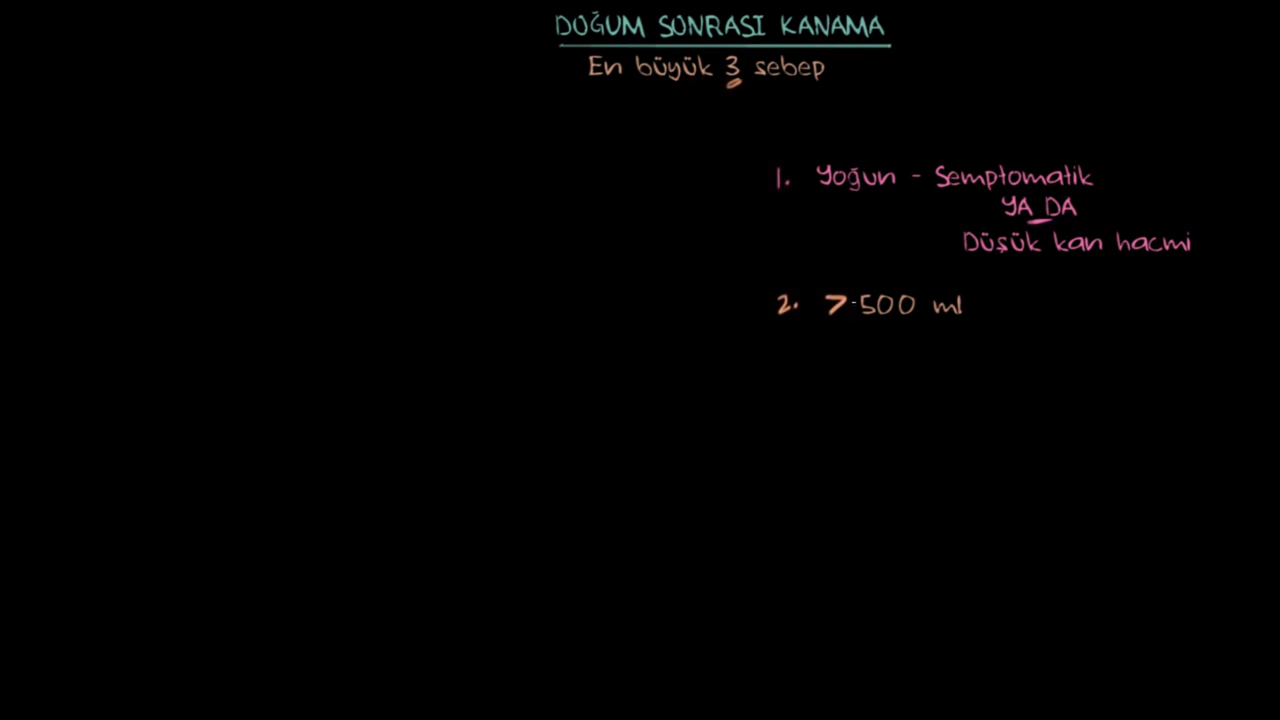 DOĞUM SONRASI KANAMA
En büyük 3 sebep
1. Yoğun - Semptomatik
YA DA
Düşük kan hacmi
2. > 500 ml